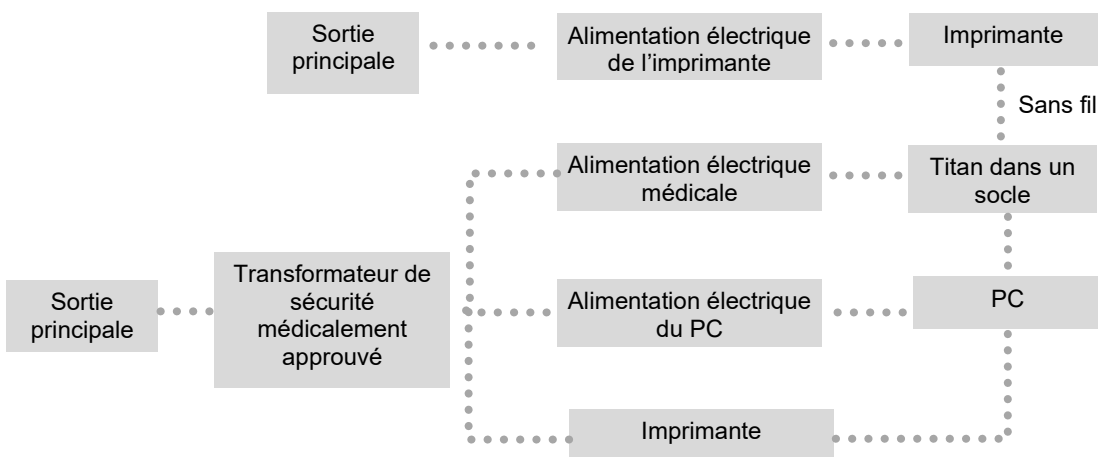 Sortie
principale
Alimentation électrique
de l'imprimante
Imprimante
Sans fil
Alimentation électrique
médicale
Titan dans un
socle
Sortie
principale
Transformateur de
sécurité
médicalement
approuvé
Alimentation électrique
du PC
PC
Imprimante